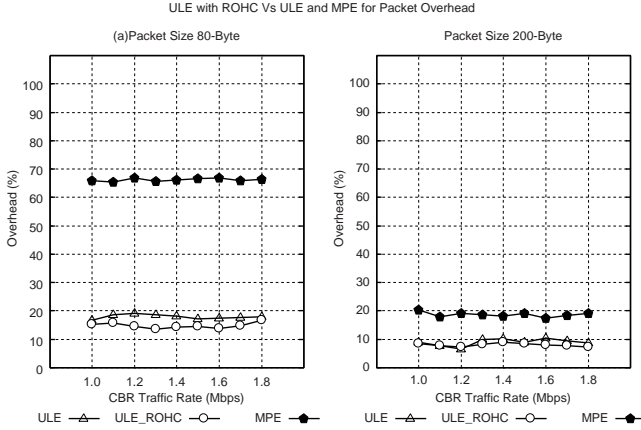 ULE with ROHC Vs ULE and MPE for Packet Overhead
(a)Packet Size 80-Byte
Overhead (%)
100
90
80
70
60
50
40
30
20
10
0
1.0 1.2 1.4 1.6 1.8
CBR Traffic Rate (Mbps)
ULE ULE_ROHC MPE
Packet Size 200-Byte
Overhead (%)
100
90
80
70
60
50
40
30
20
10
0
1.0 1.2 1.4 1.6 1.8
CBR Traffic Rate (Mbps)
ULE ULE_ROHC MPE